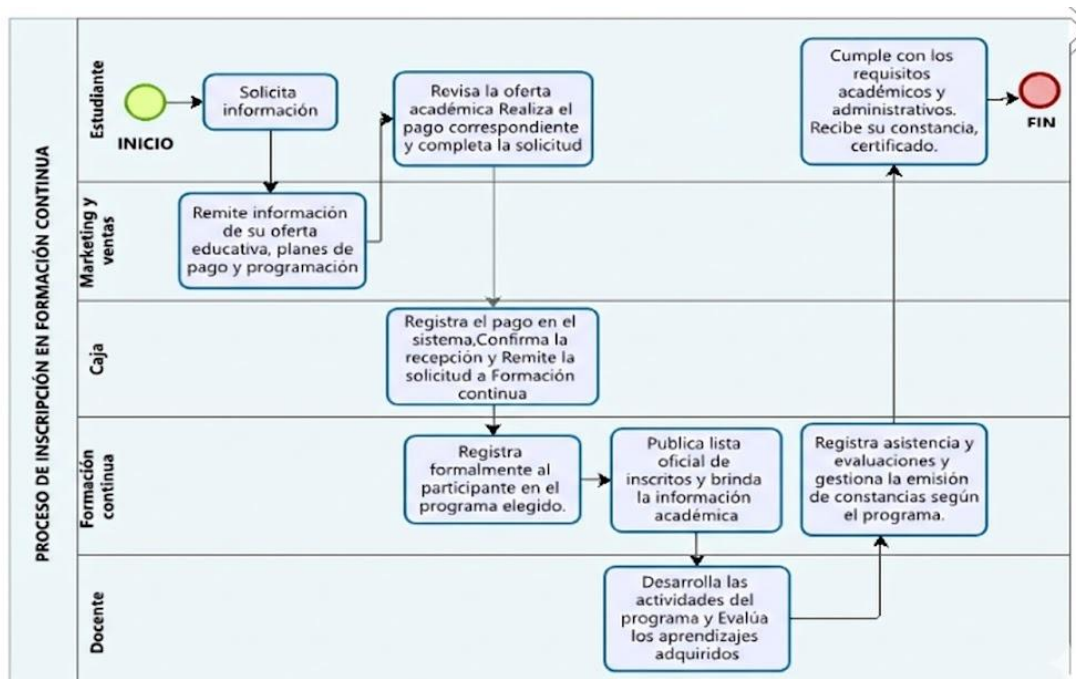 PROCESO DE INSCRIPCIÓN EN FORMACIÓN CONTINUA
Estudiante
INICIO
Solicita
información
Revisa la oferta
académica Realiza el
pago correspondiente
y completa la solicitud
Cumple con los
requisitos
académicos y
administrativos.
Recibe su constancia,
certificado.
FIN
Marketing y
ventas
Remite información
de su oferta
educativa, planes de
pago y programación
Caja
Registra el pago en el
sistema,Confirma la
recepción y Remite la
solicitud a Formación
continua
Formación
continua
Registra
formalmente al
participante en el
programa elegido.
Publica lista
oficial de
inscritos y brinda
la información
académica
Registra asistencia y
evaluaciones y
gestiona la emisión
de constancias según
el programa.
Docente
Desarrolla las
actividades del
programa y Evalúa
los aprendizajes
adquiridos